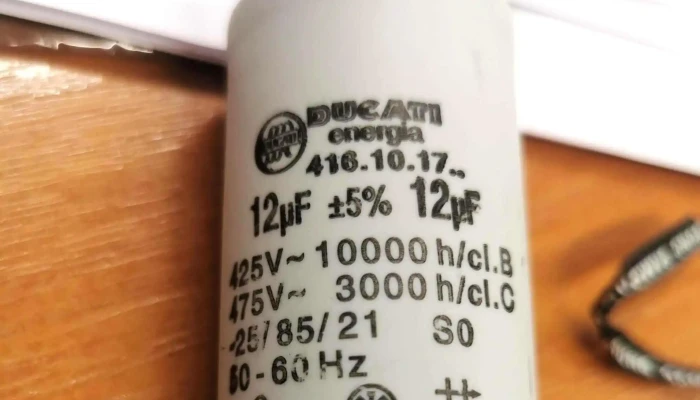 DUCATI
energia
416.10.17..
12µF ±5% 12µF
425V~ 10000 h/cl.B
475V~ 3000 h/cl.C
-25/85/21 S0
50-60 Hz